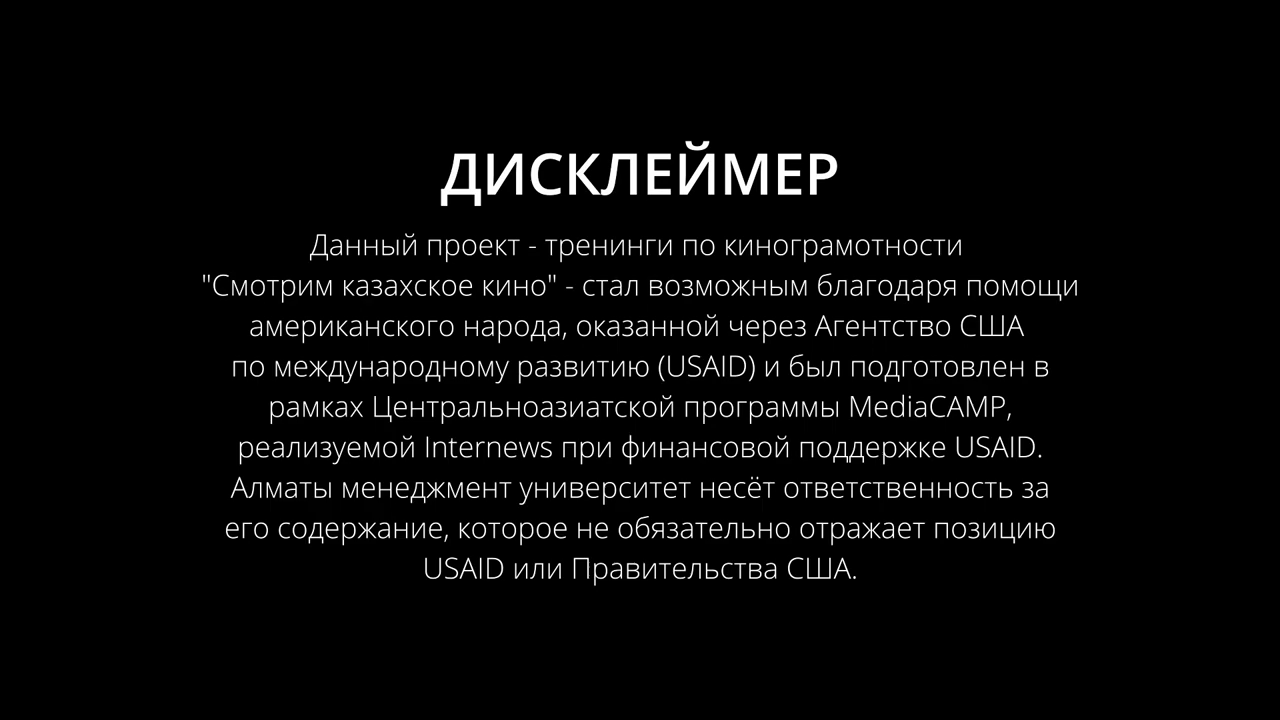 ДИСКЛЕЙМЕР
Данный проект - тренинги по кинограмотности
"Смотрим казахское кино" - стал возможным благодаря помощи
американского народа, оказанной через Агентство США
по международному развитию (USAID) и был подготовлен в
рамках Центральноазиатской программы MediaCAMP,
реализуемой Internews при финансовой поддержке USAID.
Алматы менеджмент университет несёт ответственность за
его содержание, которое не обязательно отражает позицию
USAID или Правительства США.